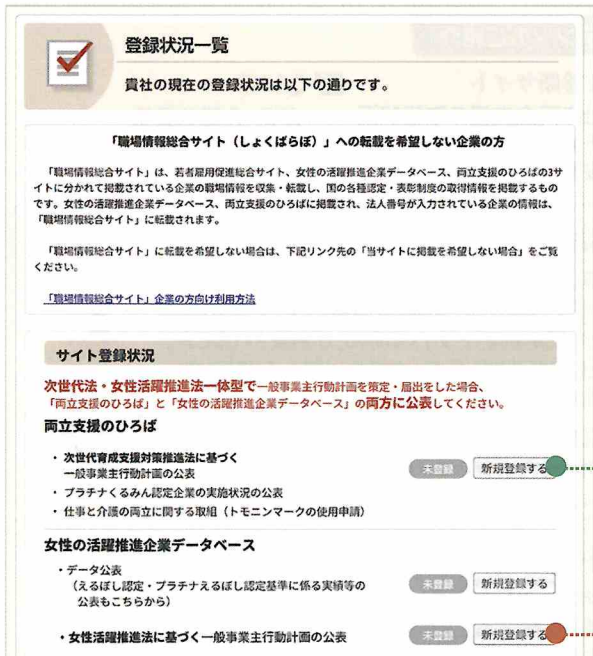 登録状況一覧
貴社の現在の登録状況は以下の通りです。
「職場情報総合サイト（しょくばらぼ）」への転載を希望しない企業の方
「職場情報総合サイト」は、若者雇用促進総合サイト、女性の活躍推進企業データベース、両立支援のひろばの3サ
イトに分かれて掲載されている企業の職場情報を収集・転載し、国の各種認定・表彰制度の取得情報を掲載するもの
です。女性の活躍推進企業データベース、両立支援のひろばに掲載され、法人番号が入力されている企業の情報は、
「職場情報総合サイト」に転載されます。
「職場情報総合サイト」に転載を希望しない場合は、下記リンク先の「当サイトに掲載を希望しない場合」をご覧
ください。
「職場情報総合サイト」企業の方向け利用方法
サイト登録状況
次世代法・女性活躍推進法一体型で一般事業主行動計画を策定・届出をした場合、
「両立支援のひろば」と「女性の活躍推進企業データベース」の両方に公表してください。
両立支援のひろば
・ 次世代育成支援対策推進法に基づく
一般事業主行動計画の公表
未登録 新規登録する
・ プラチナくるみん認定企業の実施状況の公表
・ 仕事と介護の両立に関する取組（トモニンマークの使用申請）
女性の活躍推進企業データベース
・データ公表
（えるぼし認定・プラチナえるぼし認定基準に係る実績等の
公表もこちらから）
未登録 新規登録する
・女性活躍推進法に基づく一般事業主行動計画の公表
未登録 新規登録する